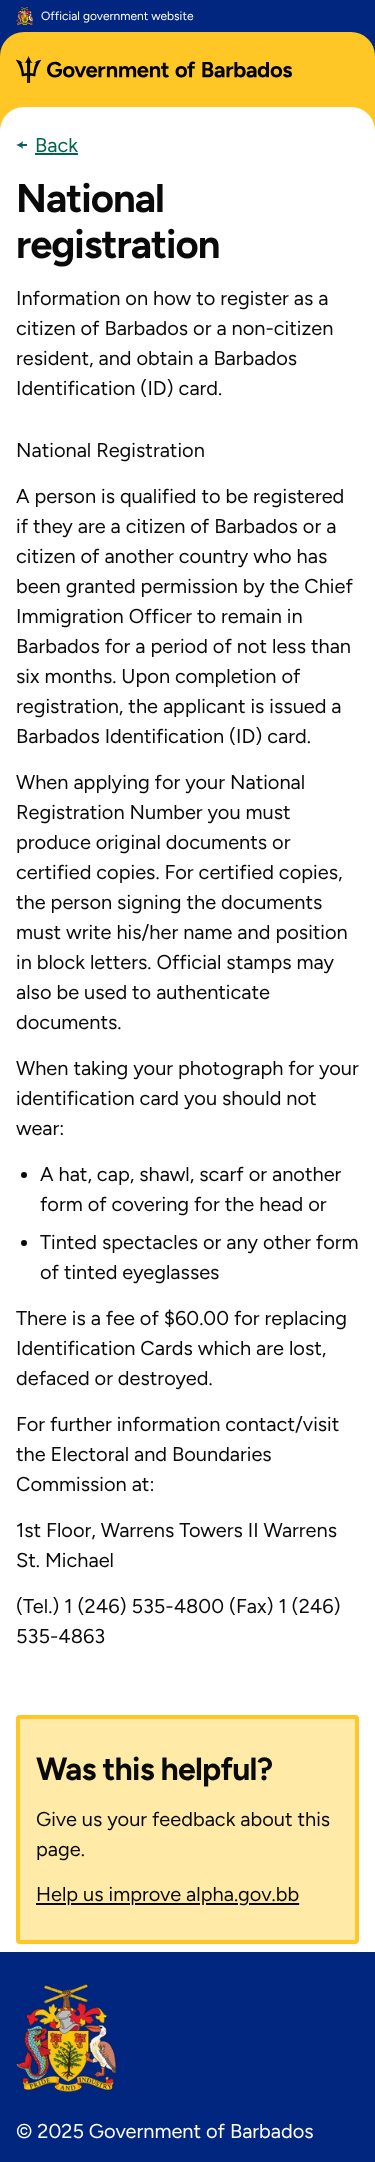 Official government website
Government of Barbados
Back
National
registration
Information on how to register as a
citizen of Barbados or a non-citizen
resident, and obtain a Barbados
Identification (ID) card.
National Registration
A person is qualified to be registered
if they are a citizen of Barbados or a
citizen of another country who has
been granted permission by the Chief
Immigration Officer to remain in
Barbados for a period of not less than
six months. Upon completion of
registration, the applicant is issued a
Barbados Identification (ID) card.
When applying for your National
Registration Number you must
produce original documents or
certified copies. For certified copies,
the person signing the documents
must write his/her name and position
in block letters. Official stamps may
also be used to authenticate
documents.
When taking your photograph for your
identification card you should not
wear:
• A hat, cap, shawl, scarf or another
form of covering for the head or
• Tinted spectacles or any other form
of tinted eyeglasses
There is a fee of $60.00 for replacing
Identification Cards which are lost,
defaced or destroyed.
For further information contact/visit
the Electoral and Boundaries
Commission at:
1st Floor, Warrens Towers II Warrens
St. Michael
(Tel.) 1 (246) 535-4800 (Fax) 1 (246)
535-4863
Was this helpful?
Give us your feedback about this
page.
Help us improve alpha.gov.bb
PRIDE AND INDUSTRY
© 2025 Government of Barbados